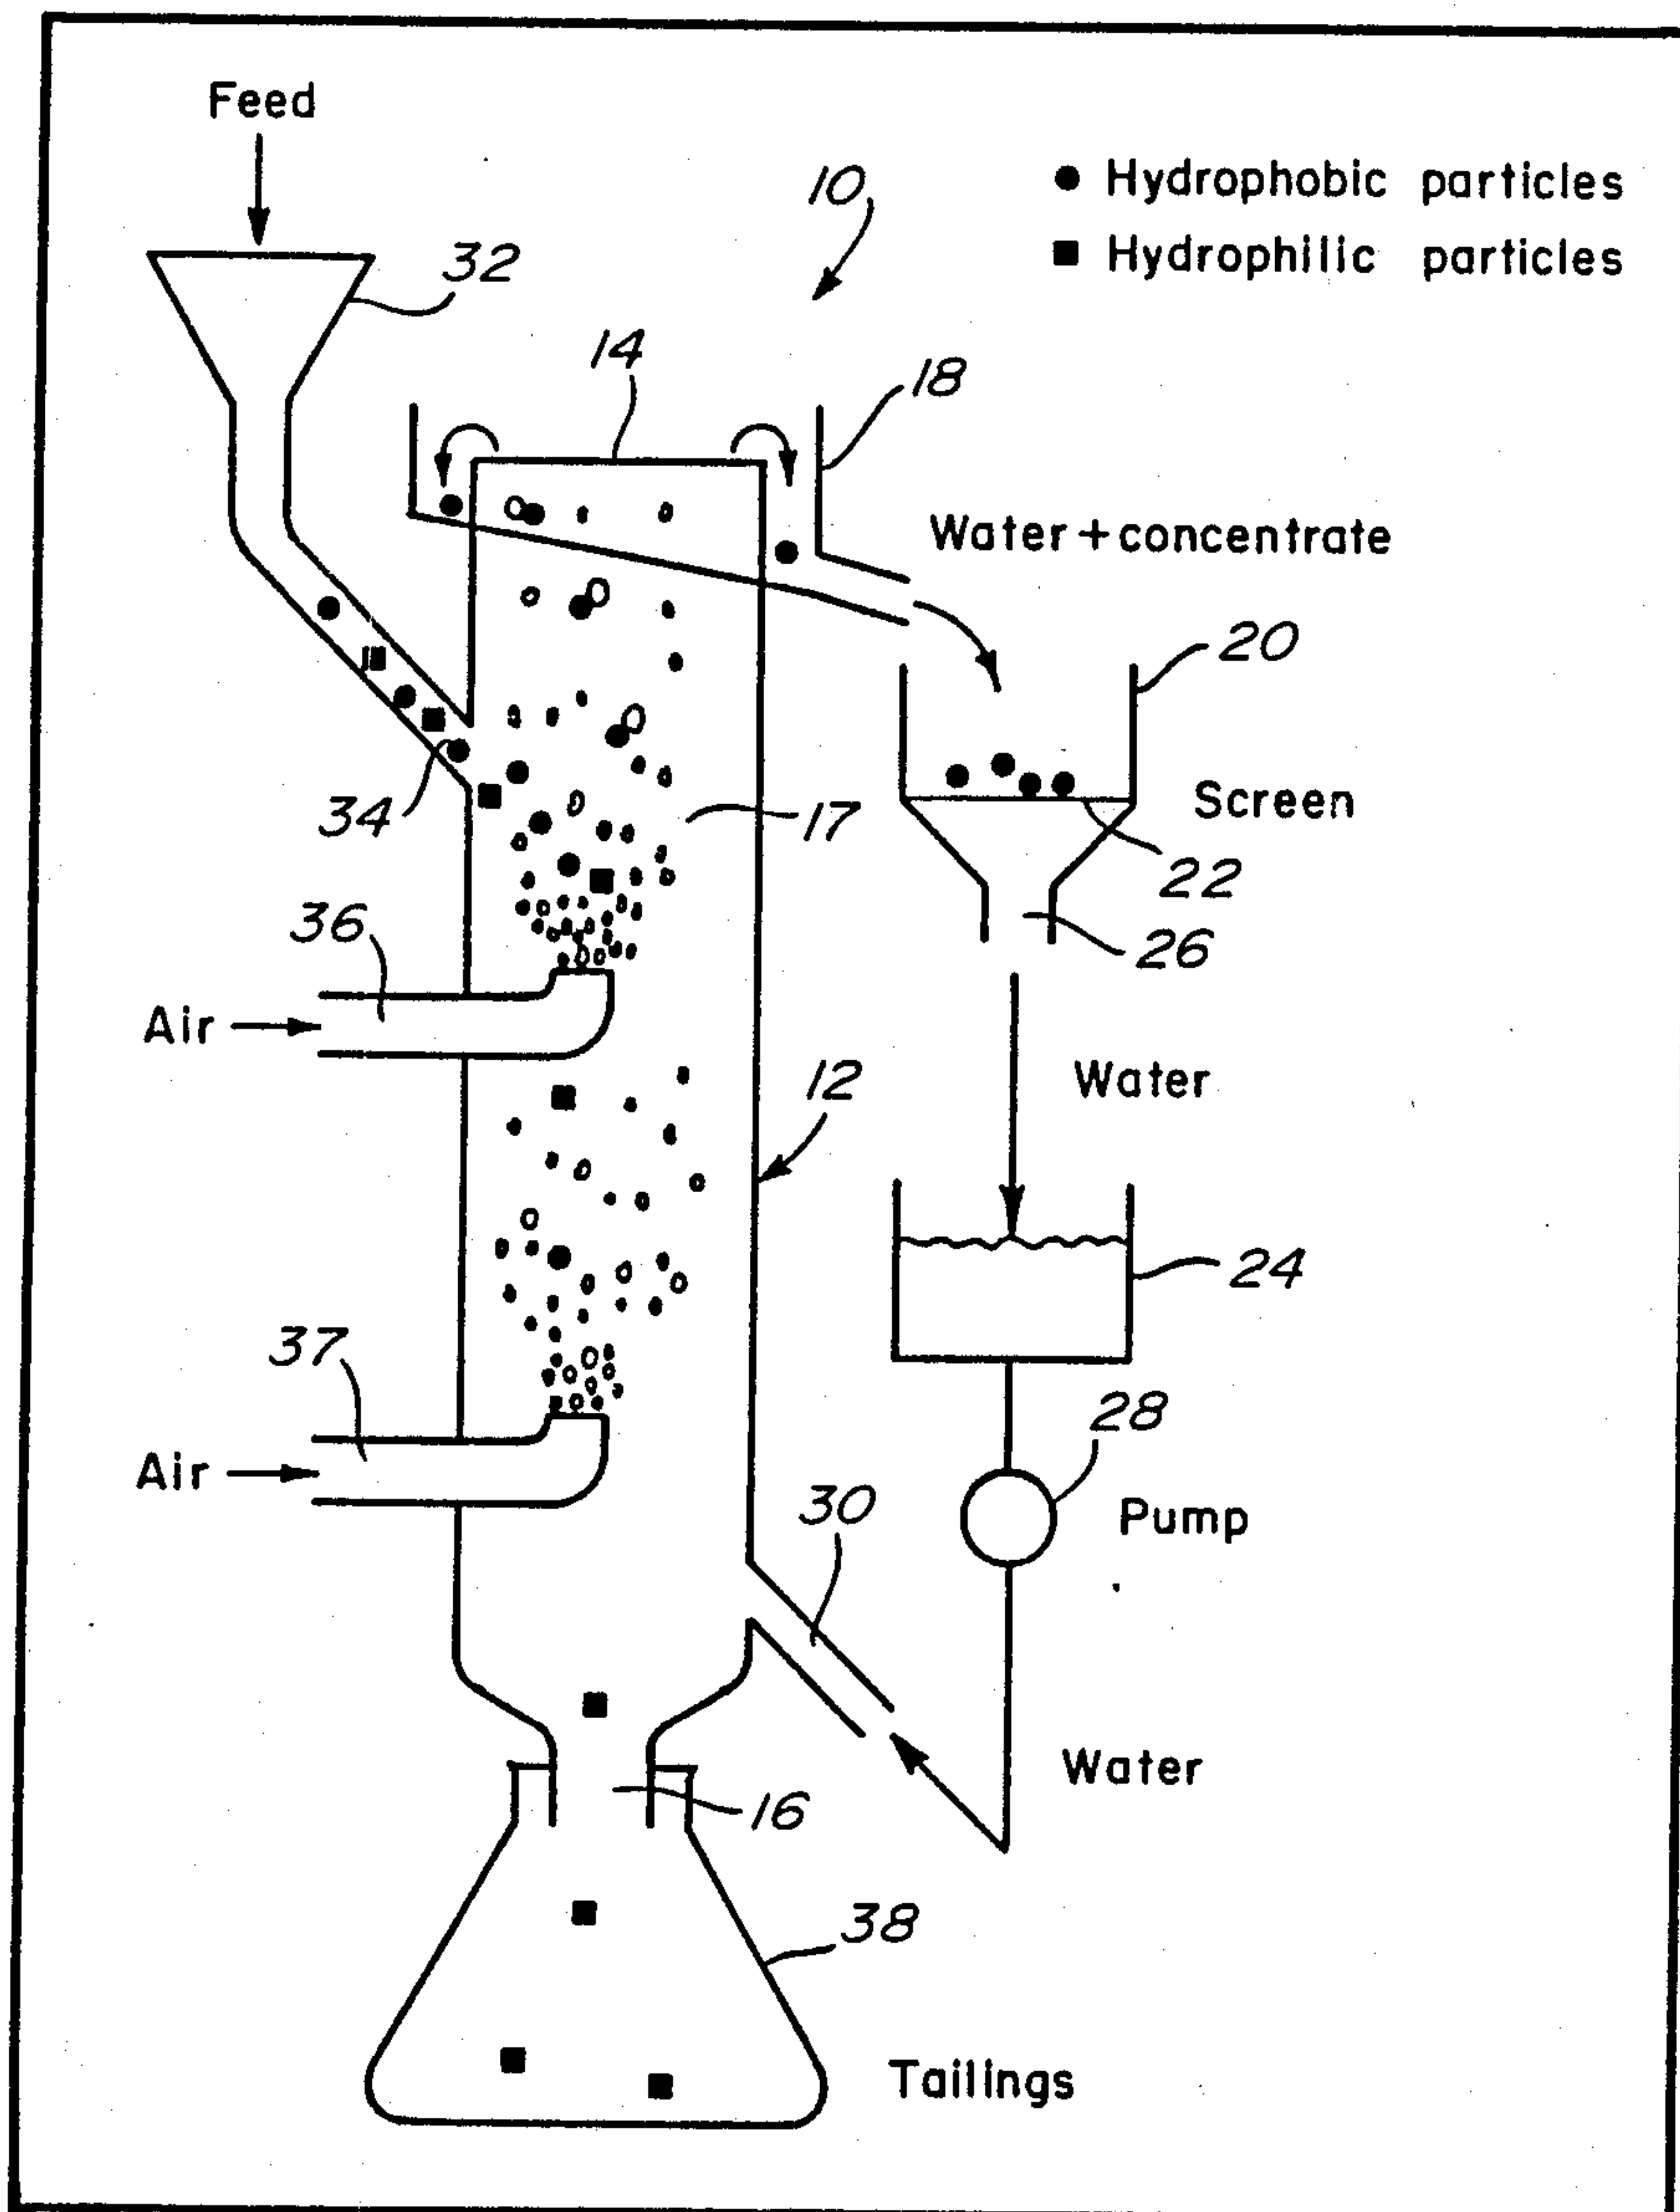 Feed
10
● Hydrophobic particles
■ Hydrophilic particles
32
14
18
Water + concentrate
20
34
17
Screen
22
36
26
Air
Water
12
24
37
28
Air
30
Pump
Water
16
38
Tailings